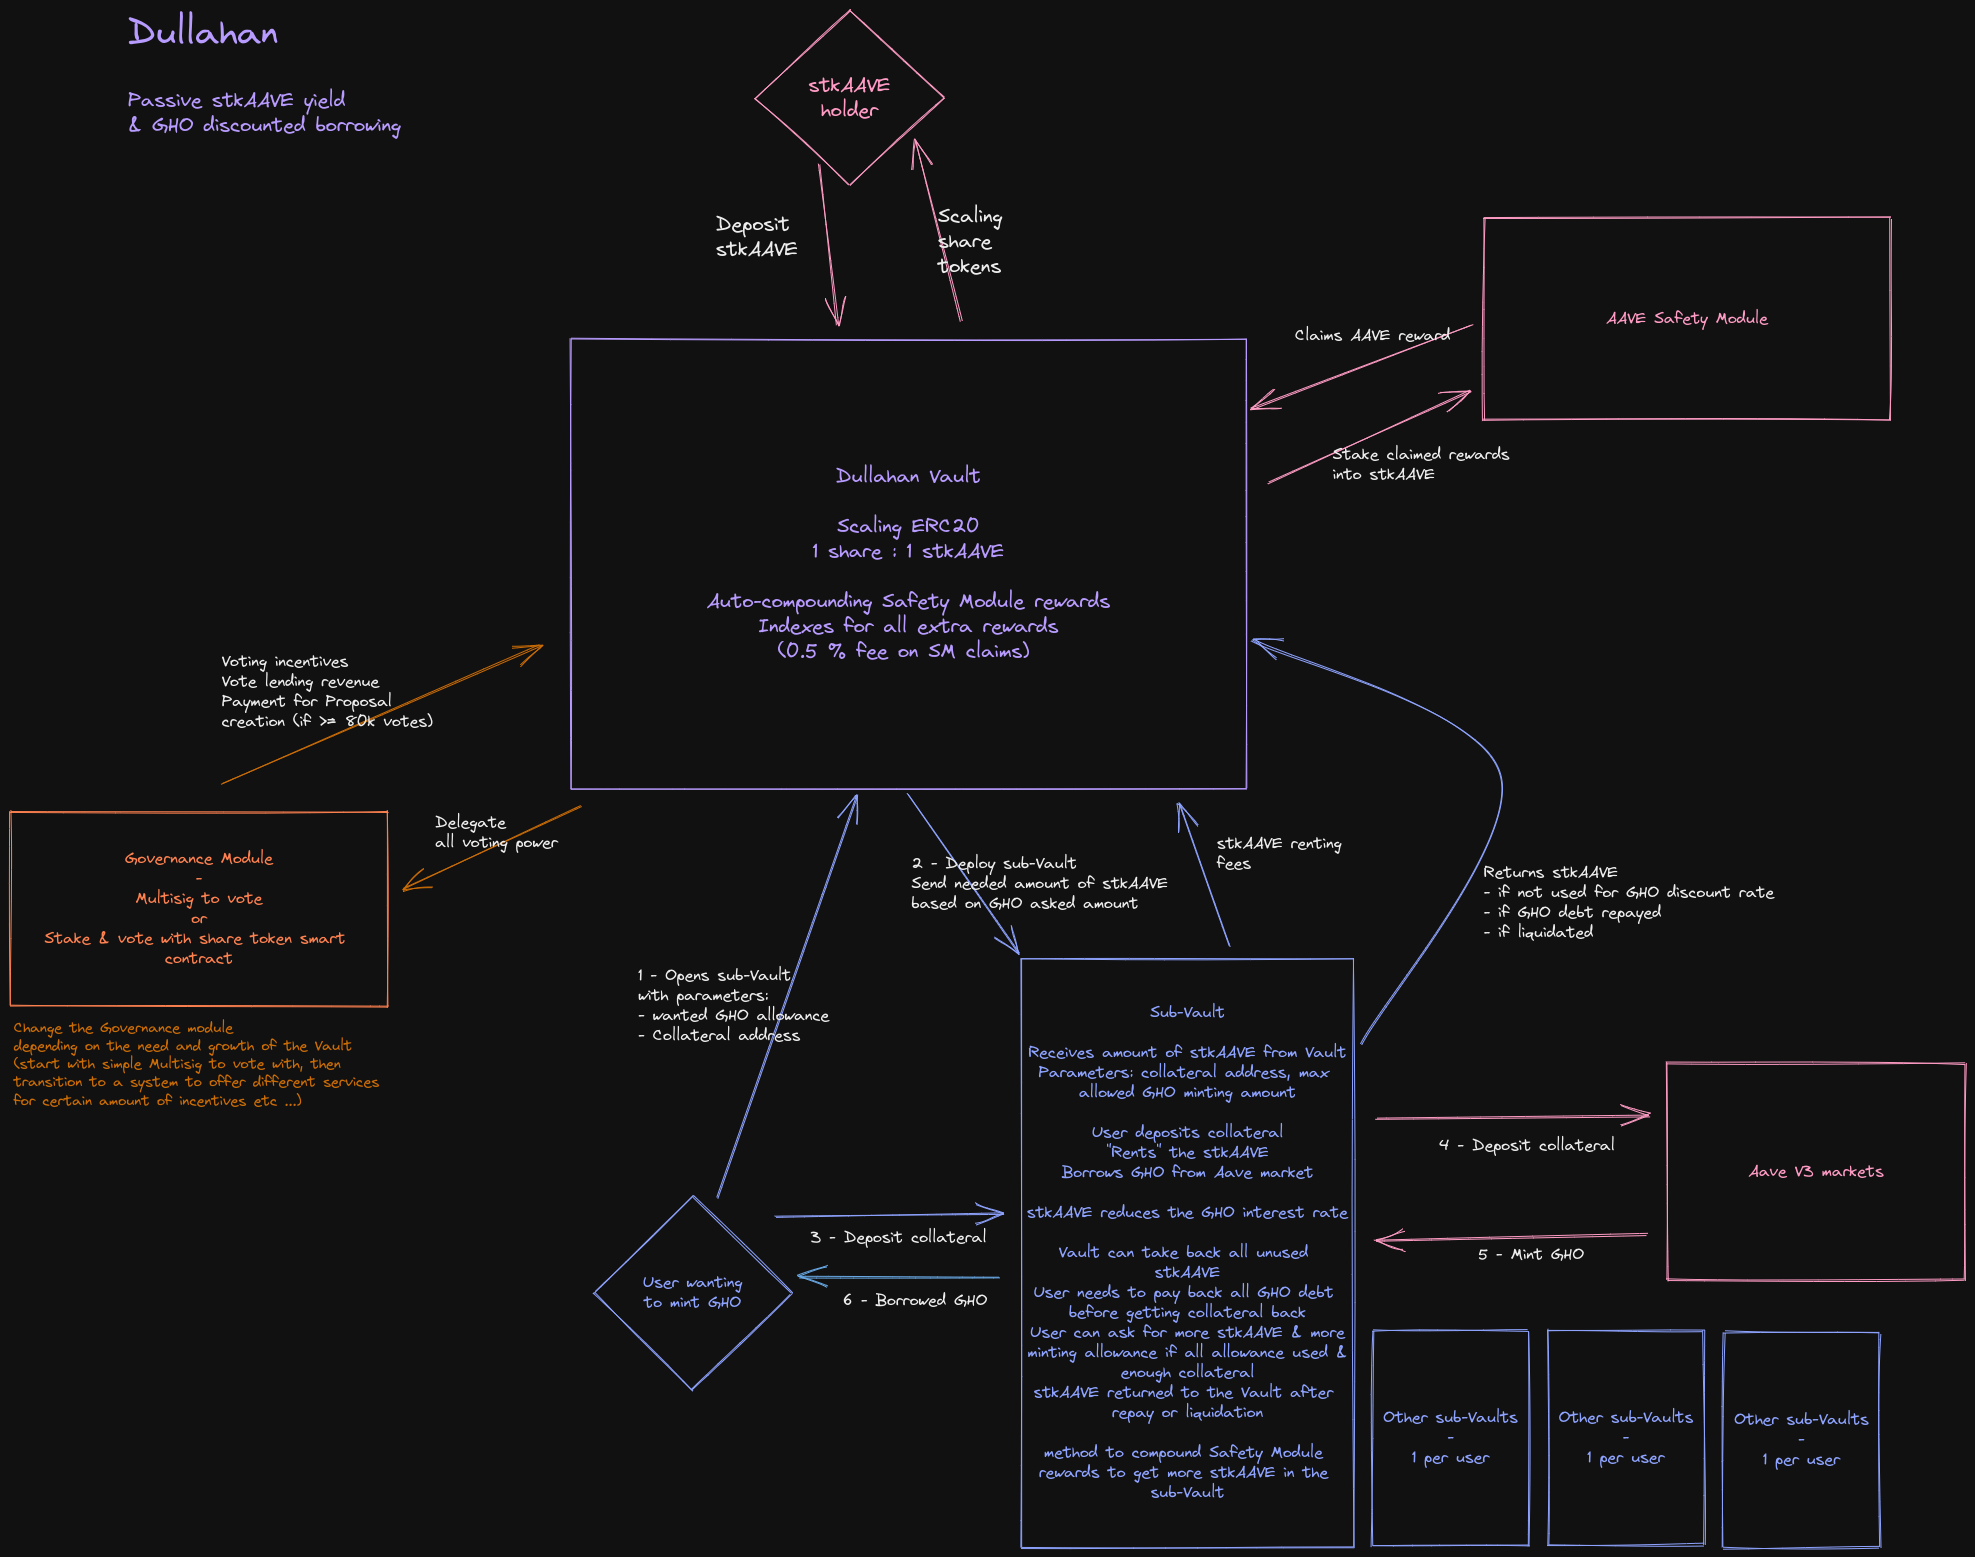 Dullahan
Passive stkAAVE yield
& GHO discounted borrowing
stkAAVE
holder
Deposit
stkAAVE
Scaling
share
tokens
AAVE Safety Module
Claims AAVE reward
Stake claimed rewards
into stkAAVE
Dullahan Vault
Scaling ERC20
1 share : 1 stkAAVE
Auto-compounding Safety Module rewards
Indexes for all extra rewards
(0.5 % fee on SM claims)
Voting incentives
Vote lending revenue
Payment for Proposal
creation (if >= 80k votes)
Delegate
all voting power
Governance Module
-
Multisig to vote
or
Stake & vote with share token smart
contract
Change the Governance module
depending on the need and growth of the Vault
(start with simple Multisig to vote with, then
transition to a system to offer different services
for certain amount of incentives etc ...)
1 - Opens sub-Vault
with parameters:
- wanted GHO allowance
- Collateral address
2 - Deploy sub-Vault
Send needed amount of stkAAVE
based on GHO asked amount
stkAAVE renting
fees
Returns stkAAVE
- if not used for GHO discount rate
- if GHO debt repayed
- if liquidated
Sub-Vault
Receives amount of stkAAVE from Vault
Parameters: collateral address, max
allowed GHO minting amount
User deposits collateral
"Rents" the stkAAVE
Borrows GHO from Aave market
stkAAVE reduces the GHO interest rate
Vault can take back all unused
stkAAVE
User needs to pay back all GHO debt
before getting collateral back
User can ask for more stkAAVE & more
minting allowance if all allowance used &
enough collateral
stkAAVE returned to the Vault after
repay or liquidation
method to compound Safety Module
rewards to get more stkAAVE in the
sub-Vault
User wanting
to mint GHO
3 - Deposit collateral
6 - Borrowed GHO
4 - Deposit collateral
5 - Mint GHO
Aave V3 markets
Other sub-Vaults
-
1 per user
Other sub-Vaults
-
1 per user
Other sub-Vaults
-
1 per user